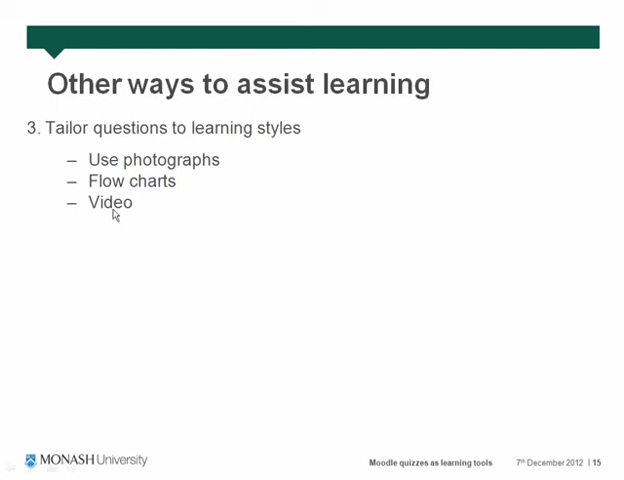 Other ways to assist learning
3. Tailor questions to learning styles
– Use photographs
– Flow charts
– Video
MONASH University
Moodle quizzes as learning tools 7th December 2012 | 15